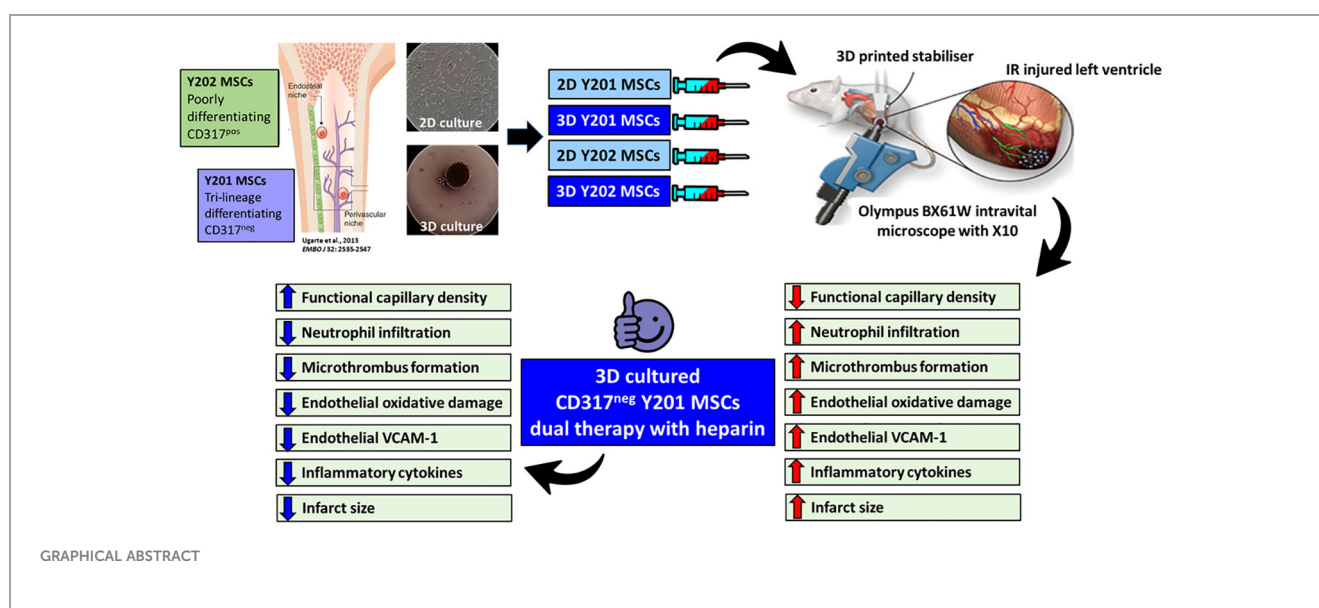 Y202 MSCs
Poorly
differentiating
CD317pos
Y201 MSCs
Tri-lineage
differentiating
CD317neg
Endosteal
niche
Perivascular
niche
Ugarte et al., 2013
EMBO J 32: 2535-2547
2D culture
3D culture
2D Y201 MSCs
3D Y201 MSCs
2D Y202 MSCs
3D Y202 MSCs
3D printed stabiliser
IR injured left ventricle
Olympus BX61W intravital
microscope with X10
Functional capillary density
Neutrophil infiltration
Microthrombus formation
Endothelial oxidative damage
Endothelial VCAM-1
Inflammatory cytokines
Infarct size
3D cultured
CD317neg Y201 MSCs
dual therapy with heparin
Functional capillary density
Neutrophil infiltration
Microthrombus formation
Endothelial oxidative damage
Endothelial VCAM-1
Inflammatory cytokines
Infarct size
GRAPHICAL ABSTRACT